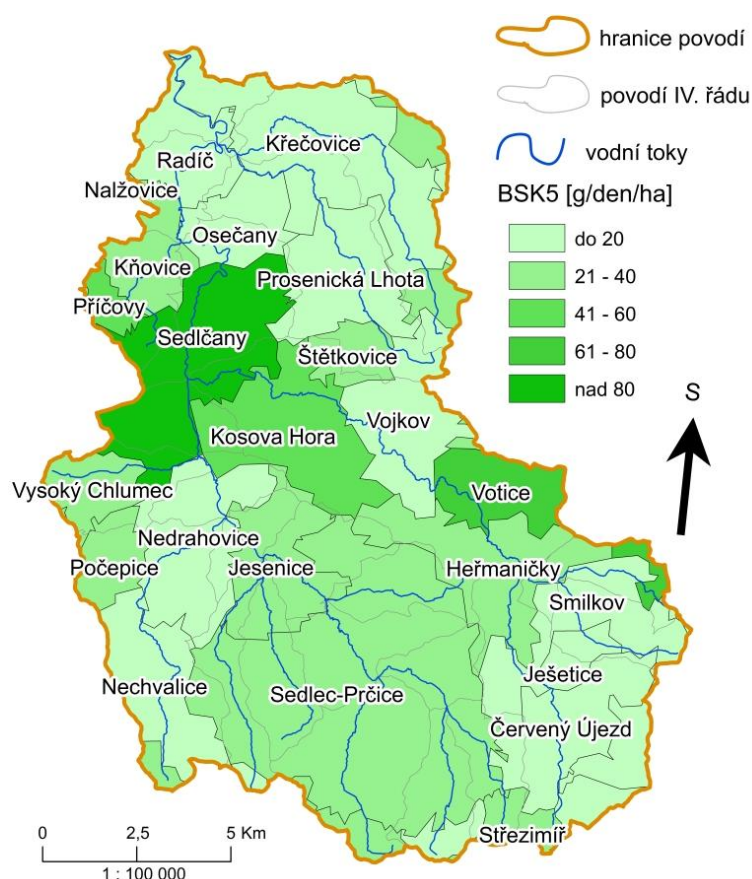 hranice povodí
povodí IV. řádu
vodní toky
BSK5 [g/den/ha]
do 20
21 - 40
41 - 60
61 - 80
nad 80
S
Křečovice
Radíč
Nalžovice
Osečany
Kňovice
Prosenická Lhota
Příčovy
Sedlčany
Štětkovice
Vojkov
Kosova Hora
Vysoký Chlumec
Votice
Nedrahovice
Počepice
Jesenice
Heřmaničky
Smilkov
Nechvalice
Sedlec-Prčice
Ješetice
Červený Újezd
Střezimíř
0 2,5 5 Km
1 : 100 000